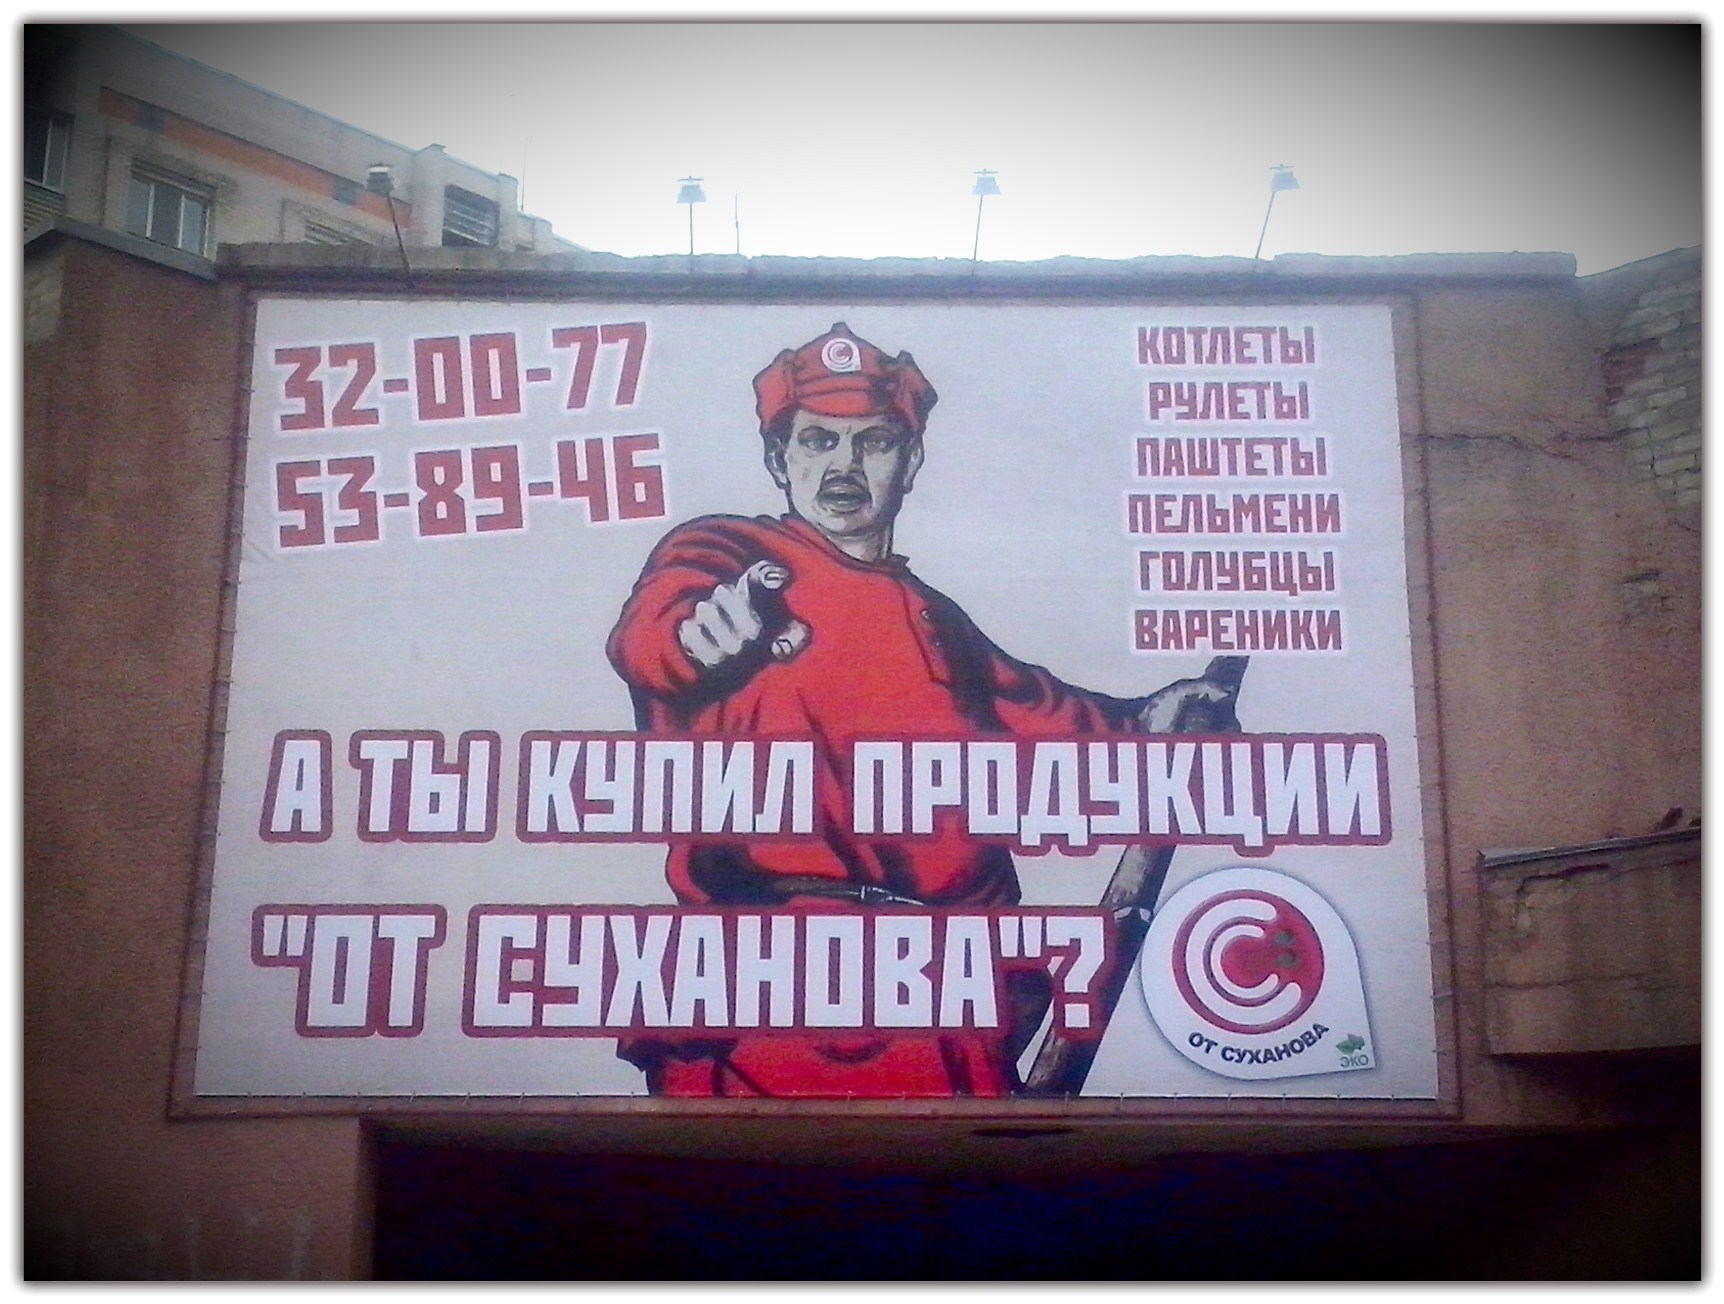 32-00-77
53-89-46
КОТЛЕТЫ
РУЛЕТЫ
ПАШТЕТЫ
ПЕЛЬМЕНИ
ГОЛУБЦЫ
ВАРЕНИКИ
А ТЫ КУПИЛ ПРОДУКЦИИ
"ОТ СУХАНОВА"?
ОТ СУХАНОВА
ЭКО